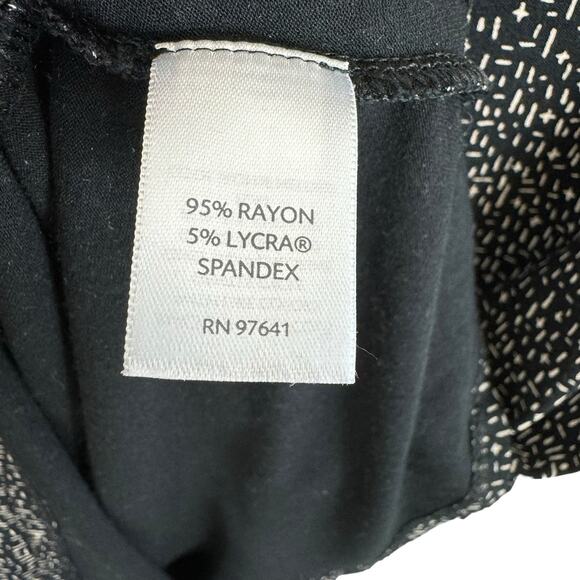 95% RAYON
5% LYCRA®
SPANDEX
RN 97641